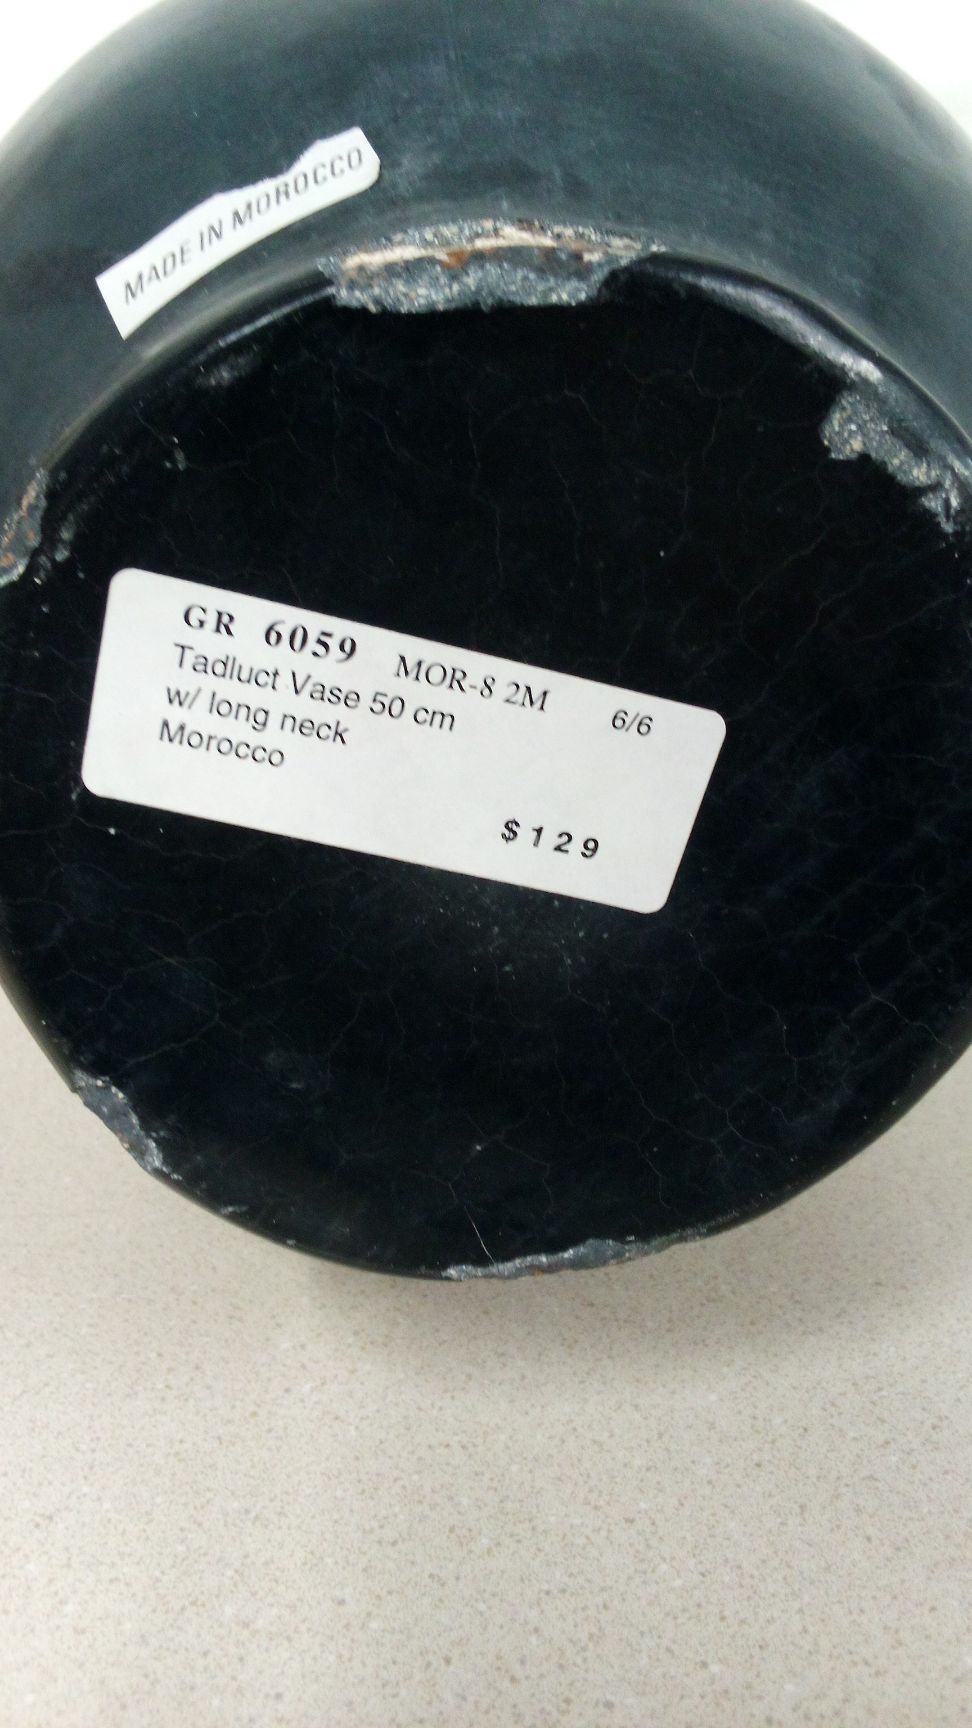 MADE IN MOROCCO
GR 6059 MOR-8 2M 6/6
Tadluct Vase 50 cm
w/ long neck
Morocco
$129